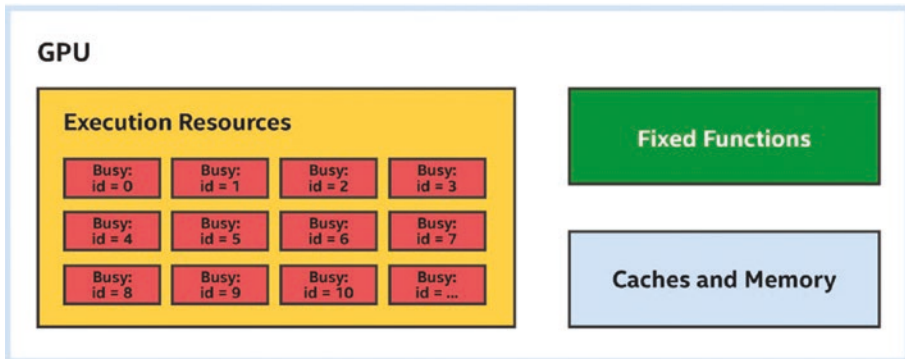 GPU
Execution Resources
Busy:
id = 0
Busy:
id = 1
Busy:
id = 2
Busy:
id = 3
Busy:
id = 4
Busy:
id = 5
Busy:
id = 6
Busy:
id = 7
Busy:
id = 8
Busy:
id = 9
Busy:
id = 10
Busy:
id = ...
Fixed Functions
Caches and Memory